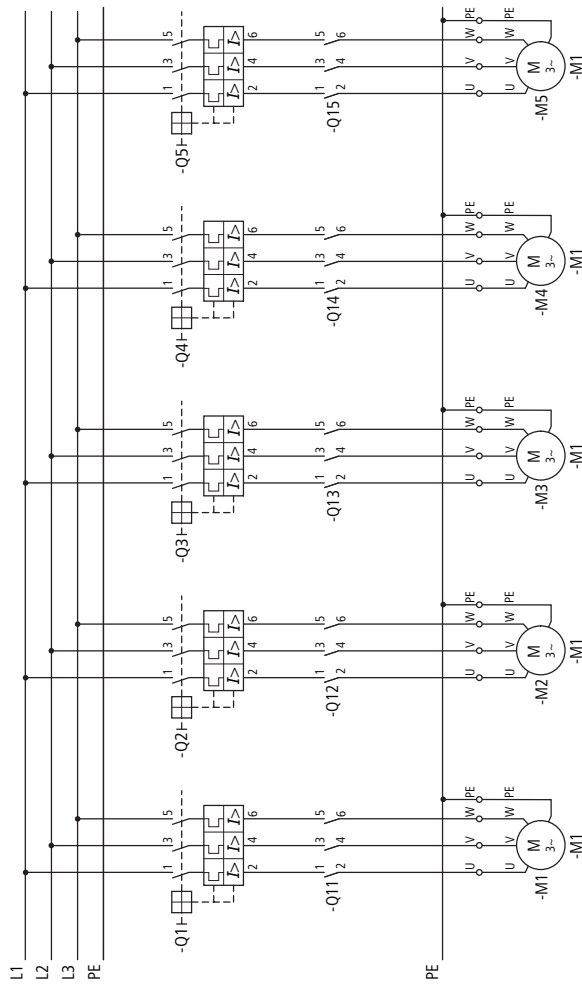 L1
L2
L3
PE
1 3 5 1 3 5 1 3 5 1 3 5 1 3 5
-Q1 -Q2 -Q3 -Q4 -Q5
I> I> I> I> I> I> I> I> I> I> I> I> I> I> I>
2 4 6 2 4 6 2 4 6 2 4 6 2 4 6
1 3 5 1 3 5 1 3 5 1 3 5 1 3 5
-Q11 -Q12 -Q13 -Q14 -Q15
2 4 6 2 4 6 2 4 6 2 4 6 2 4 6
PE
U V W PE U V W PE U V W PE U V W PE U V W PE
U V W PE U V W PE U V W PE U V W PE U V W PE
M M M M M
3~ 3~ 3~ 3~ 3~
-M1 -M2 -M3 -M4 -M5
-M1 -M1 -M1 -M1 -M1